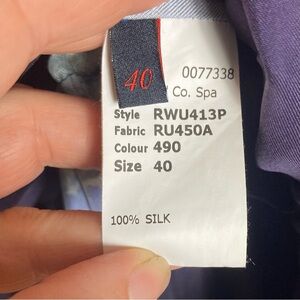 40
0077338
Co. Spa
Style RWU413P
Fabric RU450A
Colour 490
Size 40
100% SILK